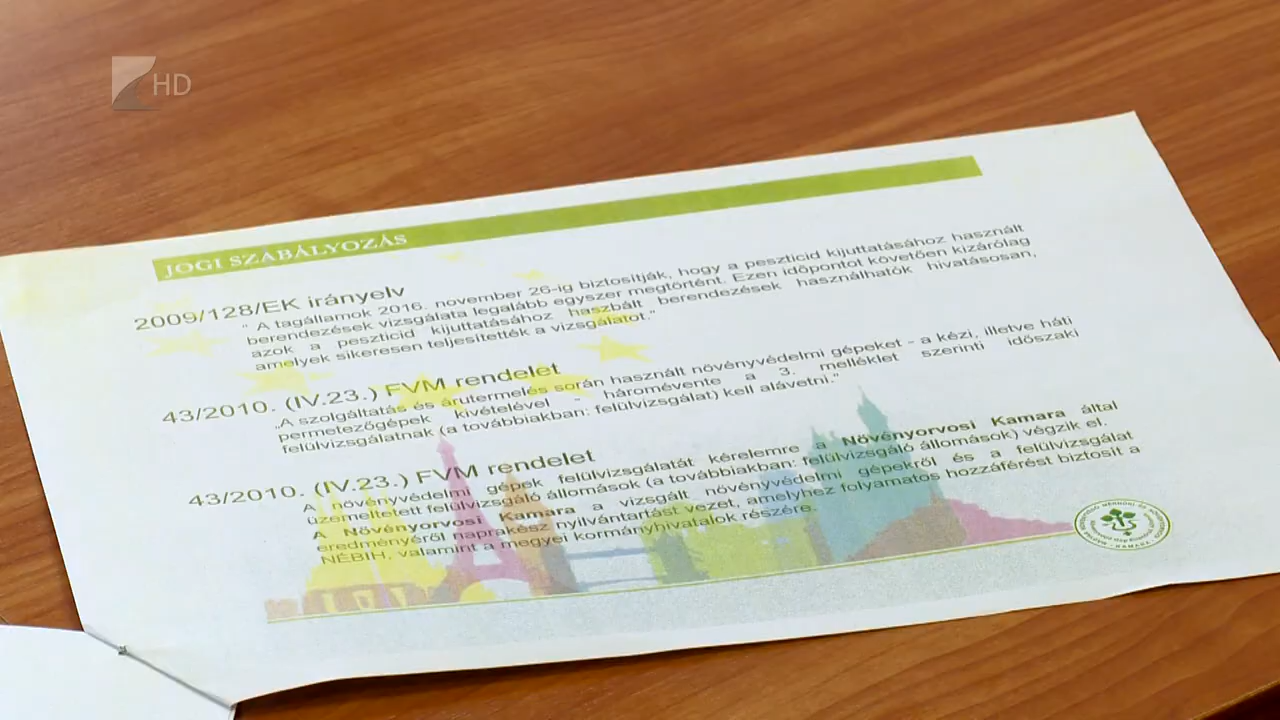 HD
JOGI SZABÁLYOZÁS
2009/128/EK irányelv
" A tagállamok 2016. november 26-ig biztosítják, hogy a peszticid kijuttatásához használt
berendezések vizsgálata legalább egyszer megtörtént. Ezen időpontot követően kizárólag
azok a peszticid kijuttatásához használt berendezések használhatók hivatásosan,
amelyek sikeresen teljesítették a vizsgálatot."
43/2010. (IV.23.) FVM rendelet
„A szolgáltatás és árutermelés során használt növényvédelmi gépeket - a kézi, illetve háti
permetezőgépek kivételével - háromévente a 3. melléklet szerinti időszaki
felülvizsgálatnak (a továbbiakban: felülvizsgálat) kell alávetni."
43/2010. (IV.23.) FVM rendelet
A növényvédelmi gépek felülvizsgálatát kérelemre a Növényorvosi Kamara által
üzemeltetett felülvizsgáló állomások (a továbbiakban: felülvizsgáló állomások) végzik el.
A Növényorvosi Kamara a vizsgált növényvédelmi gépekről és a felülvizsgálat
eredményéről naprakész nyilvántartást vezet, amelyhez folyamatos hozzáférést biztosít a
NÉBIH, valamint a megyei kormányhivatalok részére.
KAMARA